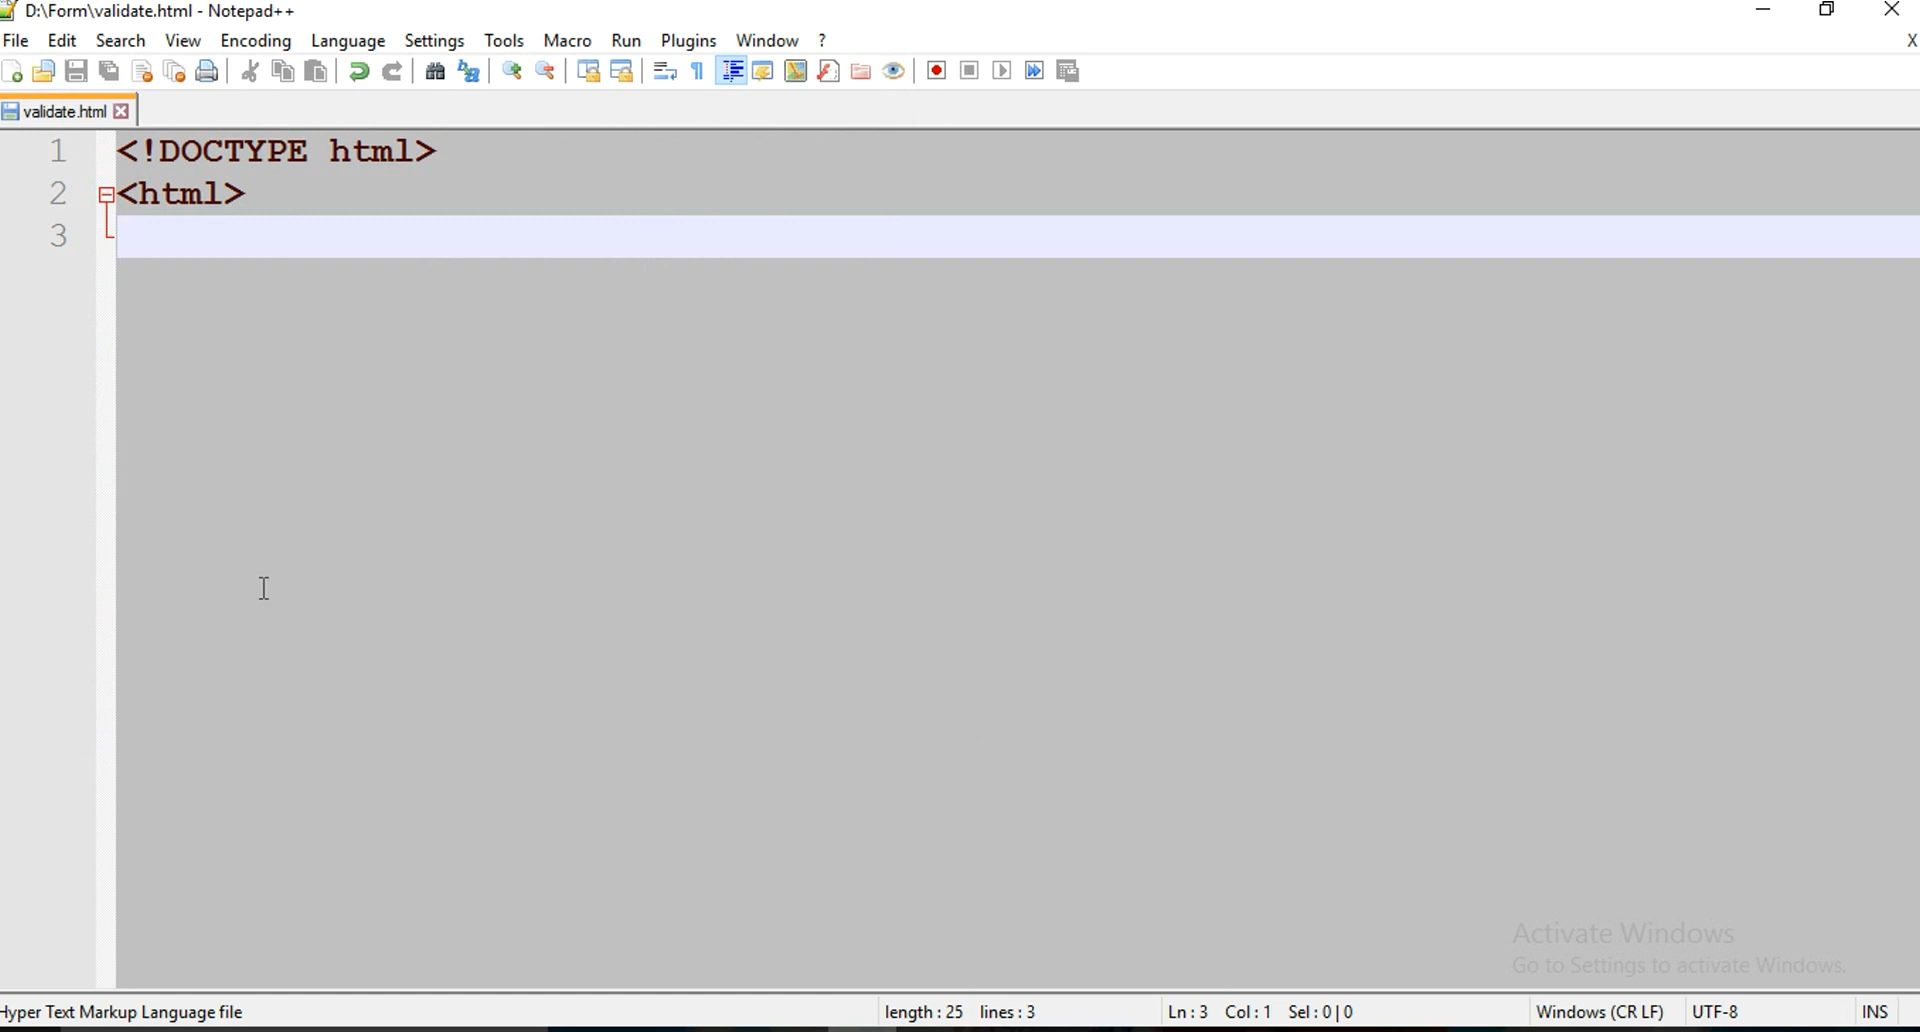 D:\Form\validate.html - Notepad++
File Edit Search View Encoding Language Settings Tools Macro Run Plugins Window ? X
validate.html
1 <!DOCTYPE html>
2 <html>
3
Activate Windows
Go to Settings to activate Windows.
Hyper Text Markup Language file length : 25 lines : 3 Ln : 3 Col : 1 Sel : 0 | 0 Windows (CR LF) UTF-8 INS